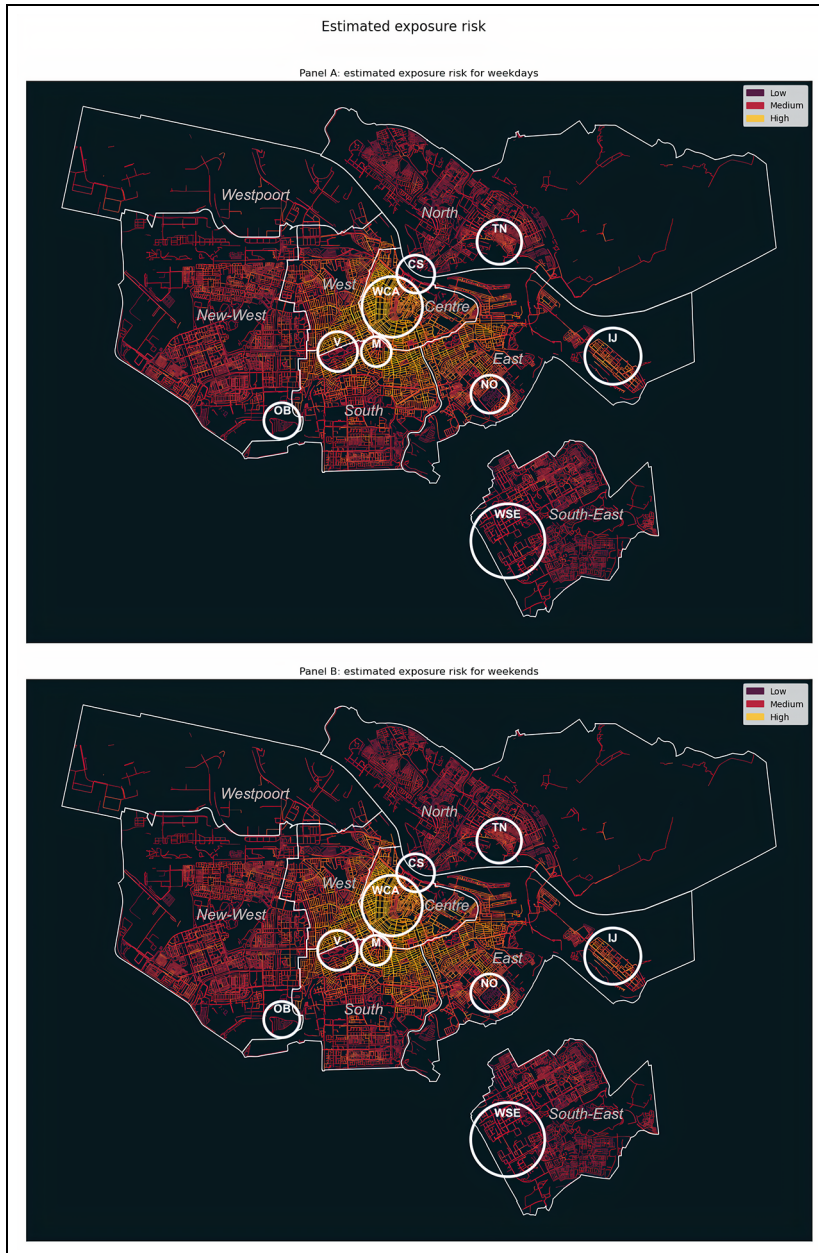 Estimated exposure risk
Panel A: estimated exposure risk for weekdays
Low
Medium
High
Westpoort
North
TN
CS
West
WCA
Centre
New-West
V
M
East
IJ
NO
OB
South
WSE
South-East
Panel B: estimated exposure risk for weekends
Low
Medium
High
Westpoort
North
TN
CS
West
WCA
Centre
New-West
V
M
East
IJ
NO
OB
South
WSE
South-East